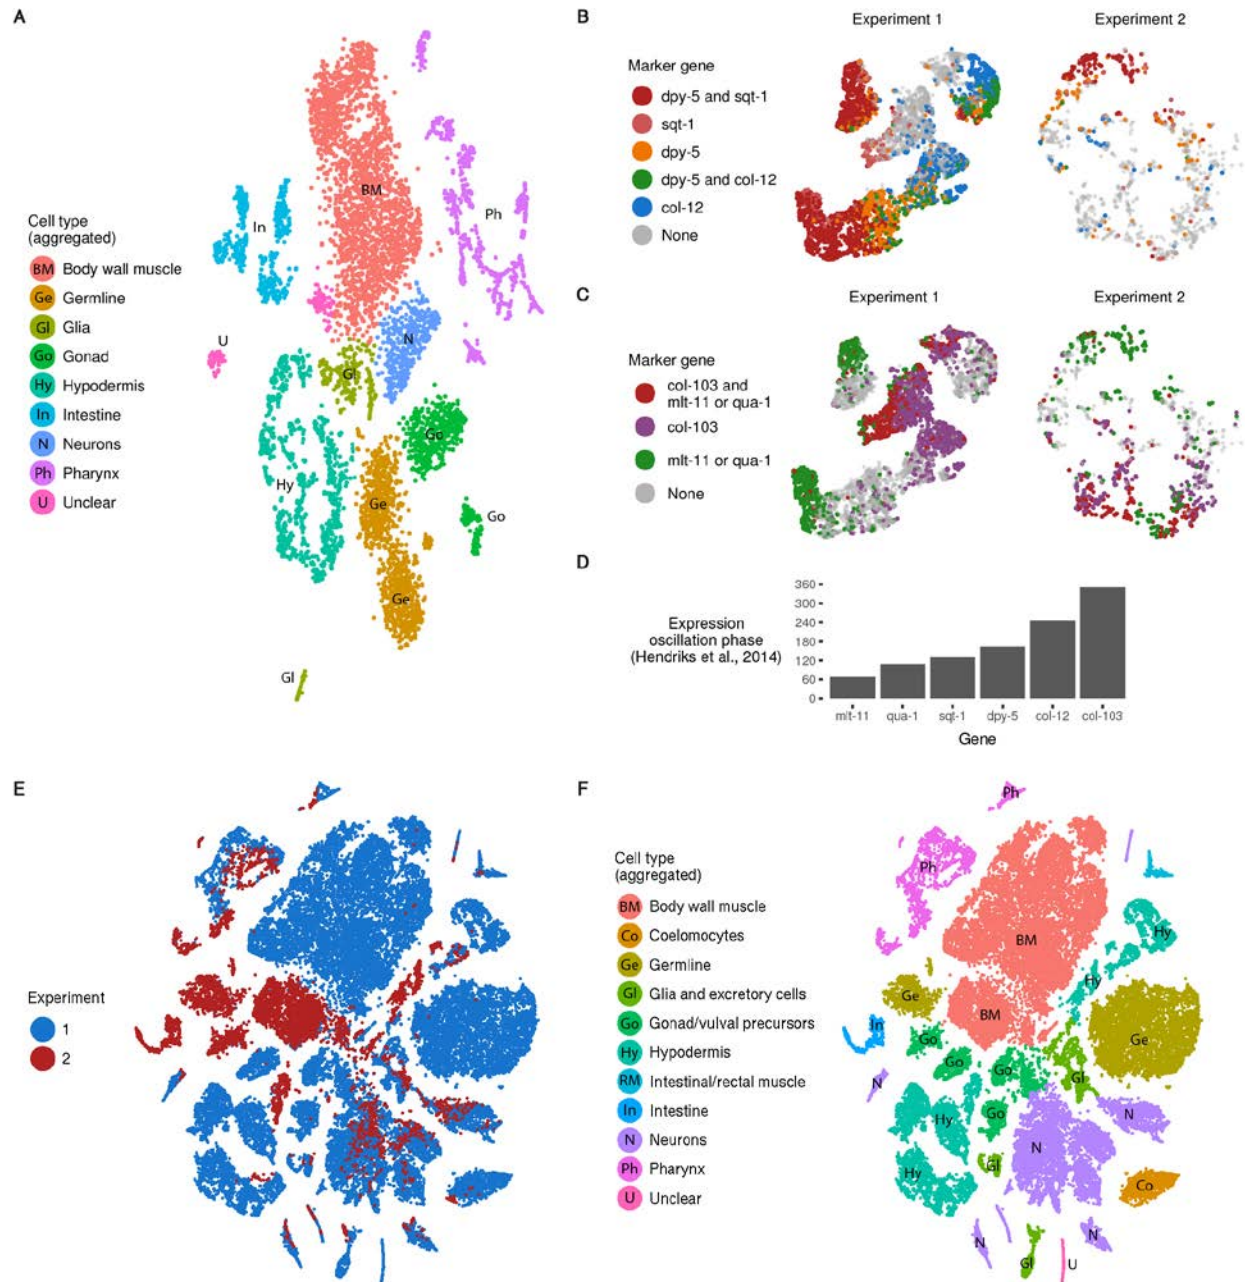 A
BM
Ph
In
U
N
Gl
Go
Hy
Ge
Go
Ge
Gl
Cell type
(aggregated)
BM Body wall muscle
Ge Germline
Gl Glia
Go Gonad
Hy Hypodermis
In Intestine
N Neurons
Ph Pharynx
U Unclear
B
Experiment 1
Experiment 2
Marker gene
dpy-5 and sqt-1
sqt-1
dpy-5
dpy-5 and col-12
col-12
None
C
Experiment 1
Experiment 2
Marker gene
col-103 and
mlt-11 or qua-1
col-103
mlt-11 or qua-1
None
D
Expression
oscillation phase
(Hendriks et al., 2014)
360
300
240
180
120
60
0
mlt-11 qua-1 sqt-1 dpy-5 col-12 col-103
Gene
E
Experiment
1
2
F
Cell type
(aggregated)
BM Body wall muscle
Co Coelomocytes
Ge Germline
Gl Glia and excretory cells
Go Gonad/vulval precursors
Hy Hypodermis
RM Intestinal/rectal muscle
In Intestine
N Neurons
Ph Pharynx
U Unclear
Ph
Ph
BM
Hy
Hy
Ge
BM
In
Go
Ge
Go
Go
Gl
N
Go
N
Hy
N
Gl
Hy
Co
N
N
Gl
U